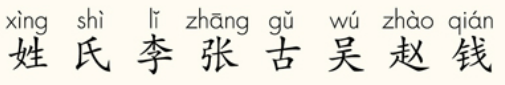 xìng shì lǐ zhāng gǔ wú zhào qián
姓 氏 李 张 古 吴 赵 钱